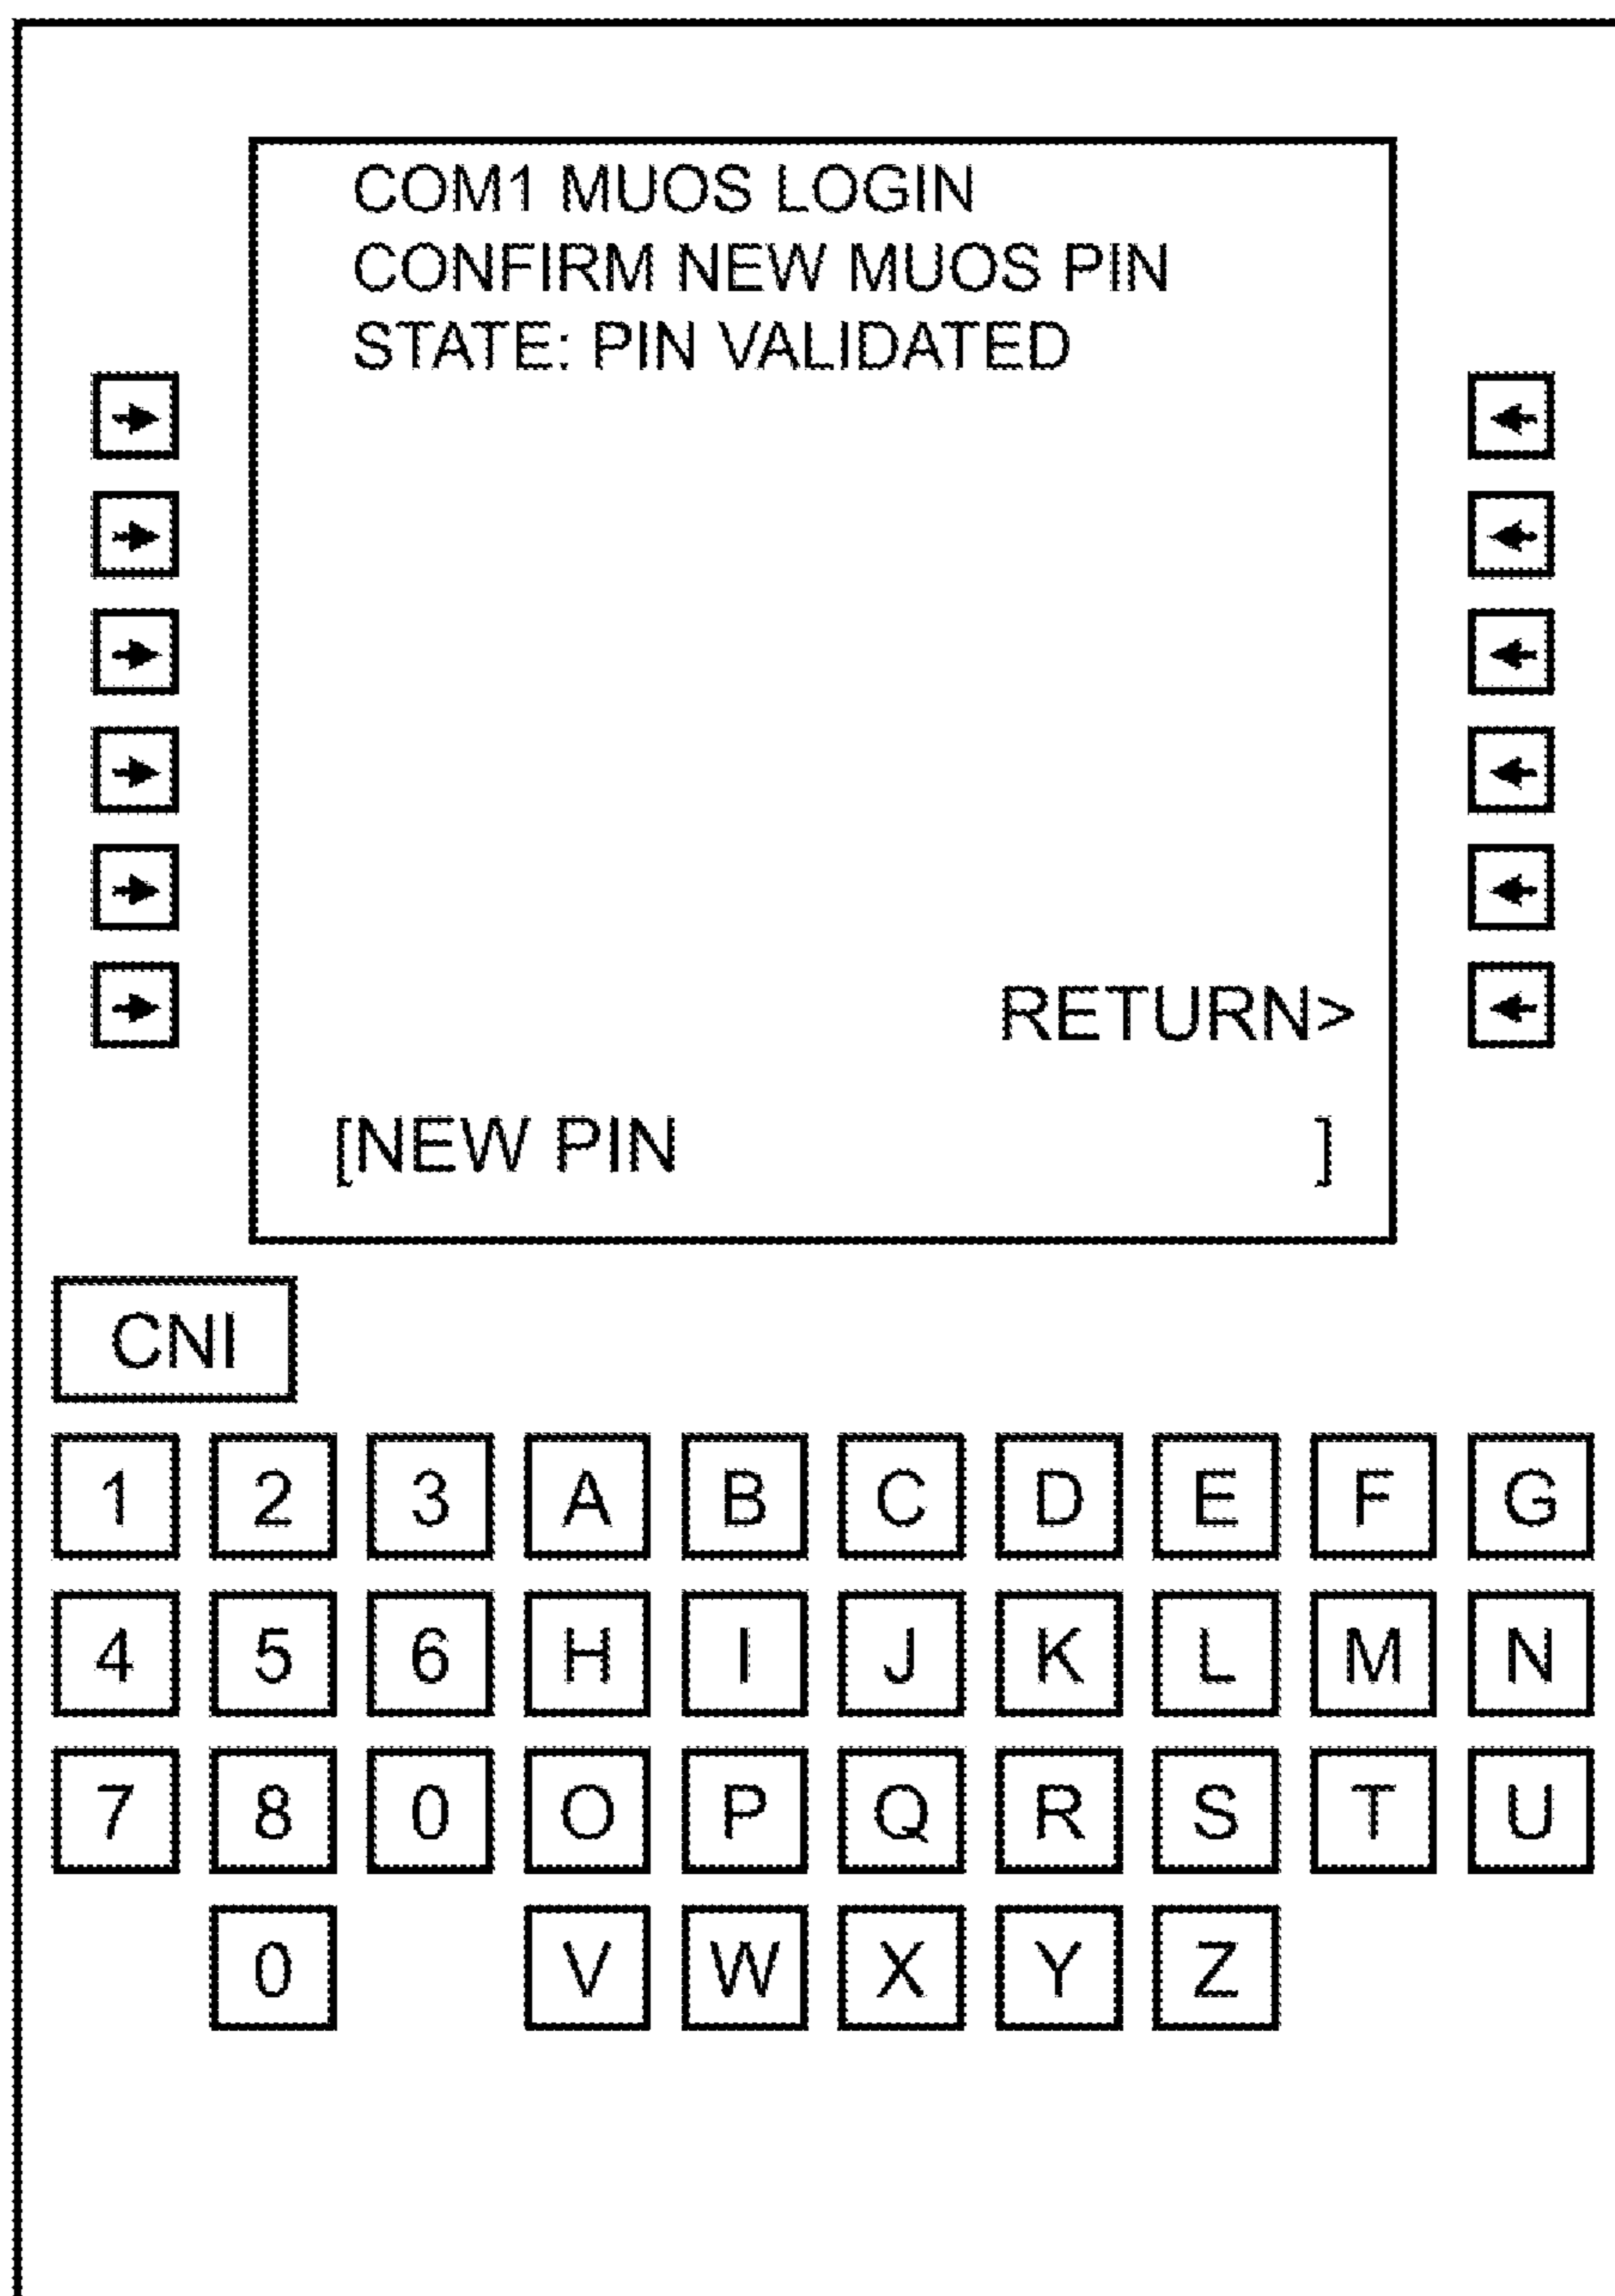 COM1 MUOS LOGIN
CONFIRM NEW MUOS PIN
STATE: PIN VALIDATED
RETURN>
[NEW PIN ]
CNI
1 2 3 A B C D E F G
4 5 6 H I J K L M N
7 8 0 O P Q R S T U
0 V W X Y Z